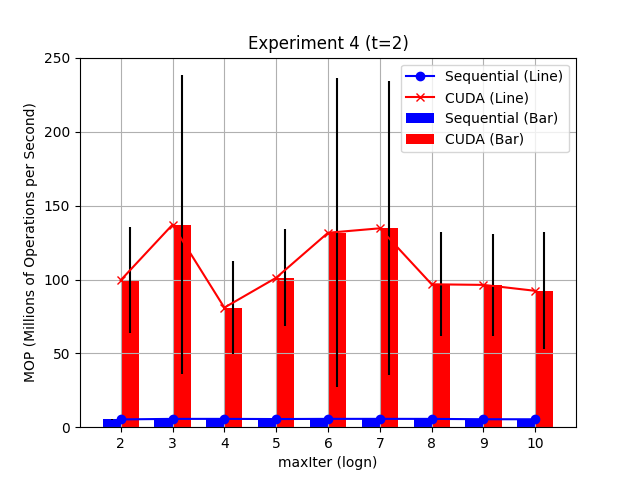 Experiment 4 (t=2)
Sequential (Line)
CUDA (Line)
Sequential (Bar)
CUDA (Bar)
MOP (Millions of Operations per Second)
250
200
150
100
50
0
2 3 4 5 6 7 8 9 10
maxIter (logn)